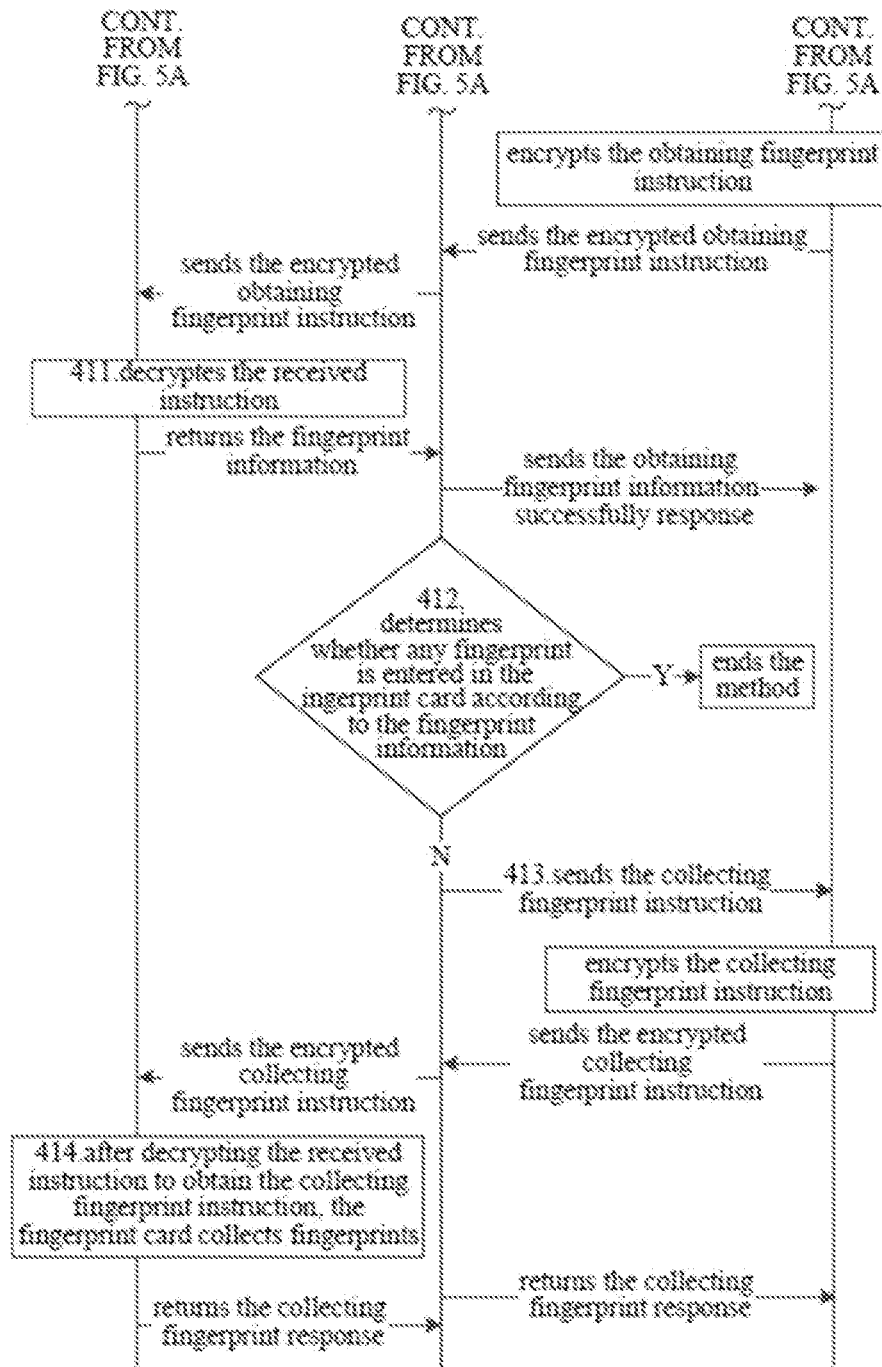 CONT.
FROM
FIG. 5A
CONT.
FROM
FIG. 5A
CONT.
FROM
FIG. 5A
encrypts the obtaining fingerprint
instruction
sends the encrypted obtaining
fingerprint instruction
sends the encrypted
obtaining
fingerprint instruction
411.decryptes the received
instruction
returns the fingerprint
information
sends the obtaining
fingerprint information
successfully response
412,
determines
whether any fingerprint
is entered in the
ingerprint card according
to the fingerprint
information
Y
ends the
method
N
413.sends the collecting
fingerprint instruction
encrypts the collecting
fingerprint instruction
sends the encrypted
collecting
fingerprint instruction
sends the encrypted
collecting
fingerprint instruction
414.after decrypting the received
instruction to obtain the collecting
fingerprint instruction, the
fingerprint card collects fingerprints
returns the collecting
fingerprint response
returns the collecting
fingerprint response